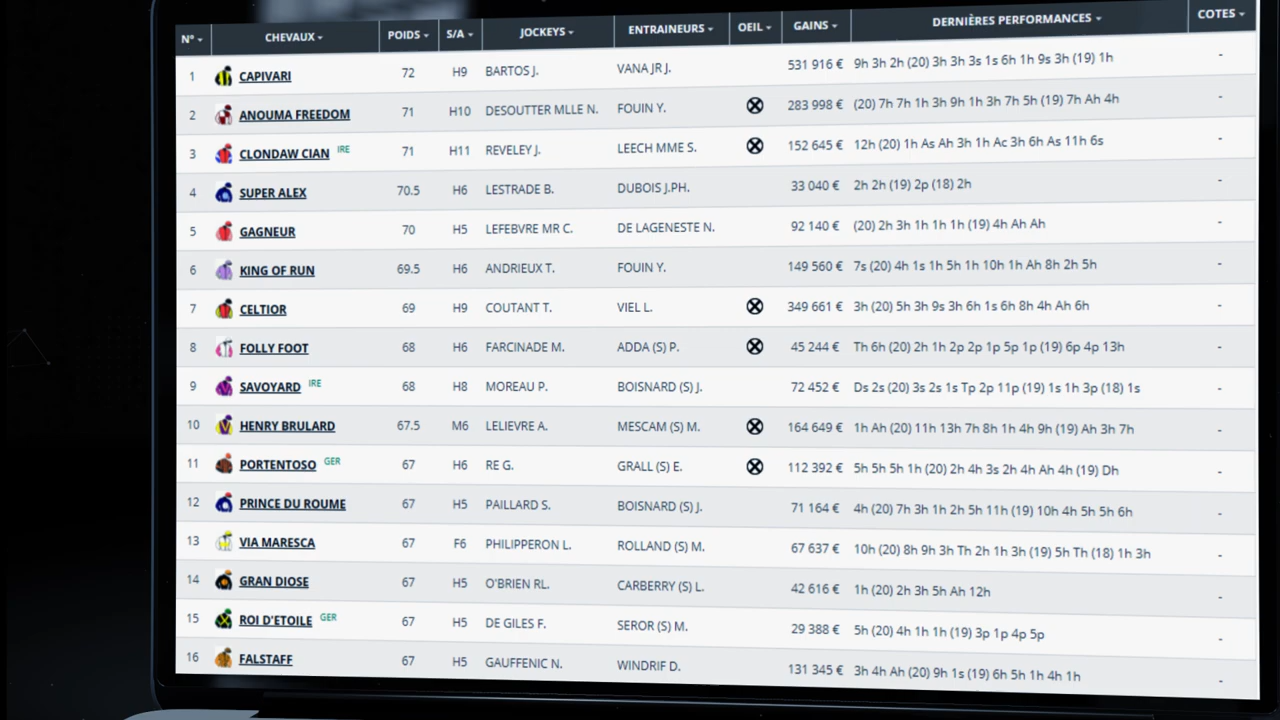 N° CHEVAUX POIDS S/A JOCKEYS ENTRAINEURS OEIL GAINS DERNIÈRES PERFORMANCES COTES
1 CAPIVARI 72 H9 BARTOS J. VANA JR J. 531 916 € 9h 3h 2h (20) 3h 3h 3s 1s 6h 1h 9s 3h (19) 1h -
2 ANOUMA FREEDOM 71 H10 DESOUTTER MLLE N. FOUIN Y. 283 998 € (20) 7h 7h 1h 3h 9h 1h 3h 7h 5h (19) 7h Ah 4h -
3 CLONDAW CIAN IRE 71 H11 REVELEY J. LEECH MME S. 152 645 € 12h (20) 1h As Ah 3h 1h Ac 3h 6h As 11h 6s -
4 SUPER ALEX 70.5 H6 LESTRADE B. DUBOIS J.PH. 33 040 € 2h 2h (19) 2p (18) 2h -
5 GAGNEUR 70 H5 LEFEBVRE MR C. DE LAGENESTE N. 92 140 € (20) 2h 3h 1h 1h 1h (19) 4h Ah Ah -
6 KING OF RUN 69.5 H6 ANDRIEUX T. FOUIN Y. 149 560 € 7s (20) 4h 1s 1h 5h 1h 10h 1h Ah 8h 2h 5h -
7 CELTIOR 69 H9 COUTANT T. VIEL L. 349 661 € 3h (20) 5h 3h 9s 3h 6h 1s 6h 8h 4h Ah 6h -
8 FOLLY FOOT 68 H6 FARCINADE M. ADDA (S) P. 45 244 € Th 6h (20) 2h 1h 2p 2p 1p 5p 1p (19) 6p 4p 13h -
9 SAVOYARD IRE 68 H8 MOREAU P. BOISNARD (S) J. 72 452 € Ds 2s (20) 3s 2s 1s Tp 2p 11p (19) 1s 1h 3p (18) 1s -
10 HENRY BRULARD 67.5 M6 LELIEVRE A. MESCAM (S) M. 164 649 € 1h Ah (20) 11h 13h 7h 8h 1h 4h 9h (19) Ah 3h 7h -
11 PORTENTOSO GER 67 H6 RE G. GRALL (S) E. 112 392 € 5h 5h 5h 1h (20) 2h 4h 3s 2h 4h Ah 4h (19) Dh -
12 PRINCE DU ROUME 67 H5 PAILLARD S. BOISNARD (S) J. 71 164 € 4h (20) 7h 3h 1h 2h 5h 11h (19) 10h 4h 5h 5h 6h -
13 VIA MARESCA 67 F6 PHILIPPERON L. ROLLAND (S) M. 67 637 € 10h (20) 8h 9h 3h Th 2h 1h 3h (19) 5h Th (18) 1h 3h -
14 GRAN DIOSE 67 H5 O'BRIEN RL. CARBERRY (S) L. 42 616 € 1h (20) 2h 3h 5h Ah 12h -
15 ROI D'ETOILE GER 67 H5 DE GILES F. SEROR (S) M. 29 388 € 5h (20) 4h 1h 1h (19) 3p 1p 4p 5p -
16 FALSTAFF 67 H5 GAUFFENIC N. WINDRIF D. 131 345 € 3h 4h Ah (20) 9h 1s (19) 6h 5h 1h 4h 1h -